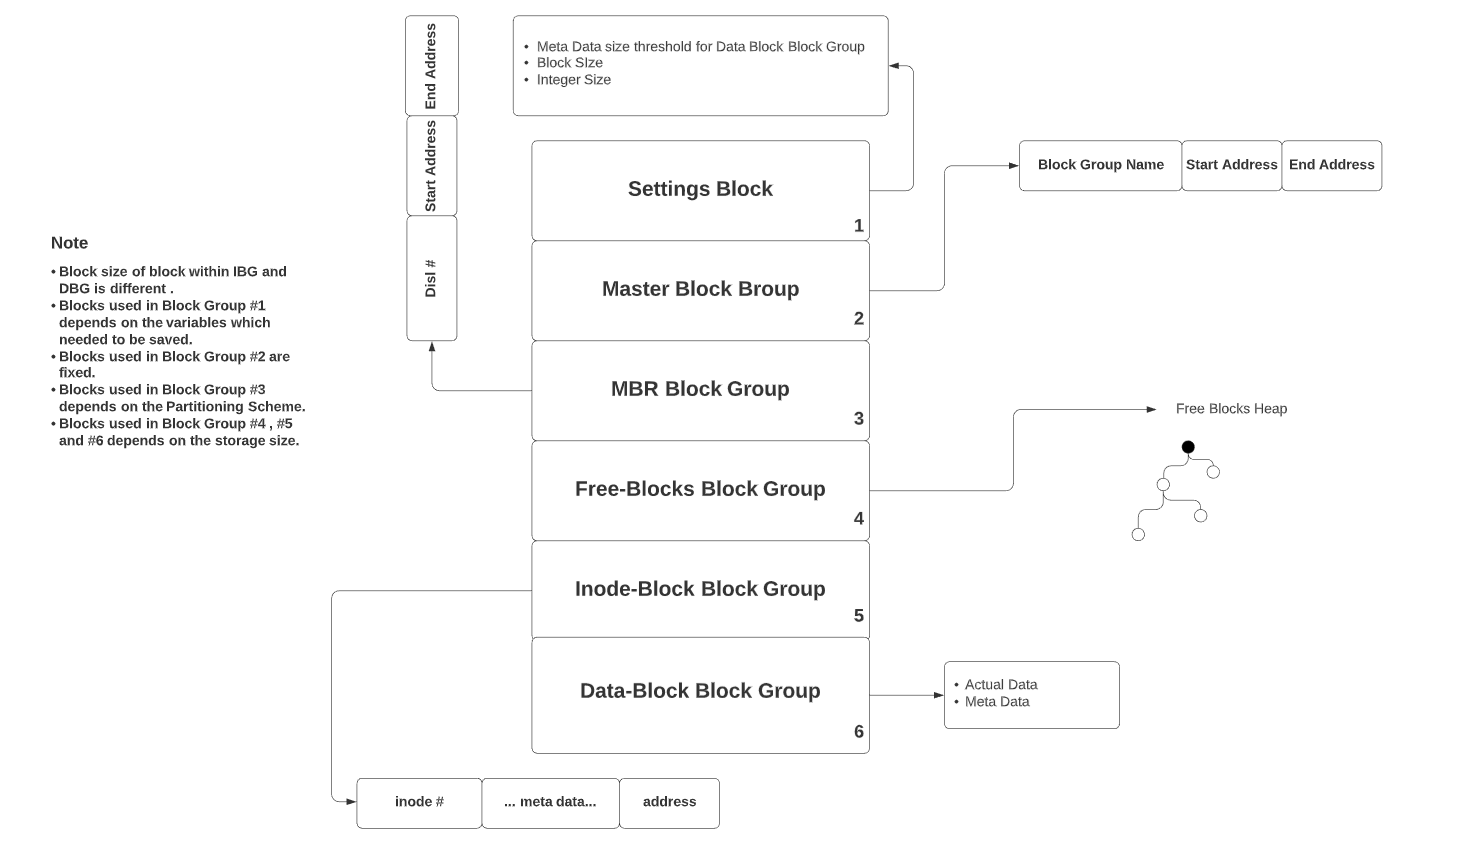 End Address
Start Address
Disl #
• Meta Data size threshold for Data Block Block Group
• Block SIze
• Integer Size
Settings Block
1
Master Block Broup
2
MBR Block Group
3
Free-Blocks Block Group
4
Inode-Block Block Group
5
Data-Block Block Group
6
Block Group Name
Start Address
End Address
Note
• Block size of block within IBG and
DBG is different .
• Blocks used in Block Group #1
depends on the variables which
needed to be saved.
• Blocks used in Block Group #2 are
fixed.
• Blocks used in Block Group #3
depends on the Partitioning Scheme.
• Blocks used in Block Group #4 , #5
and #6 depends on the storage size.
Free Blocks Heap
• Actual Data
• Meta Data
inode #
... meta data...
address